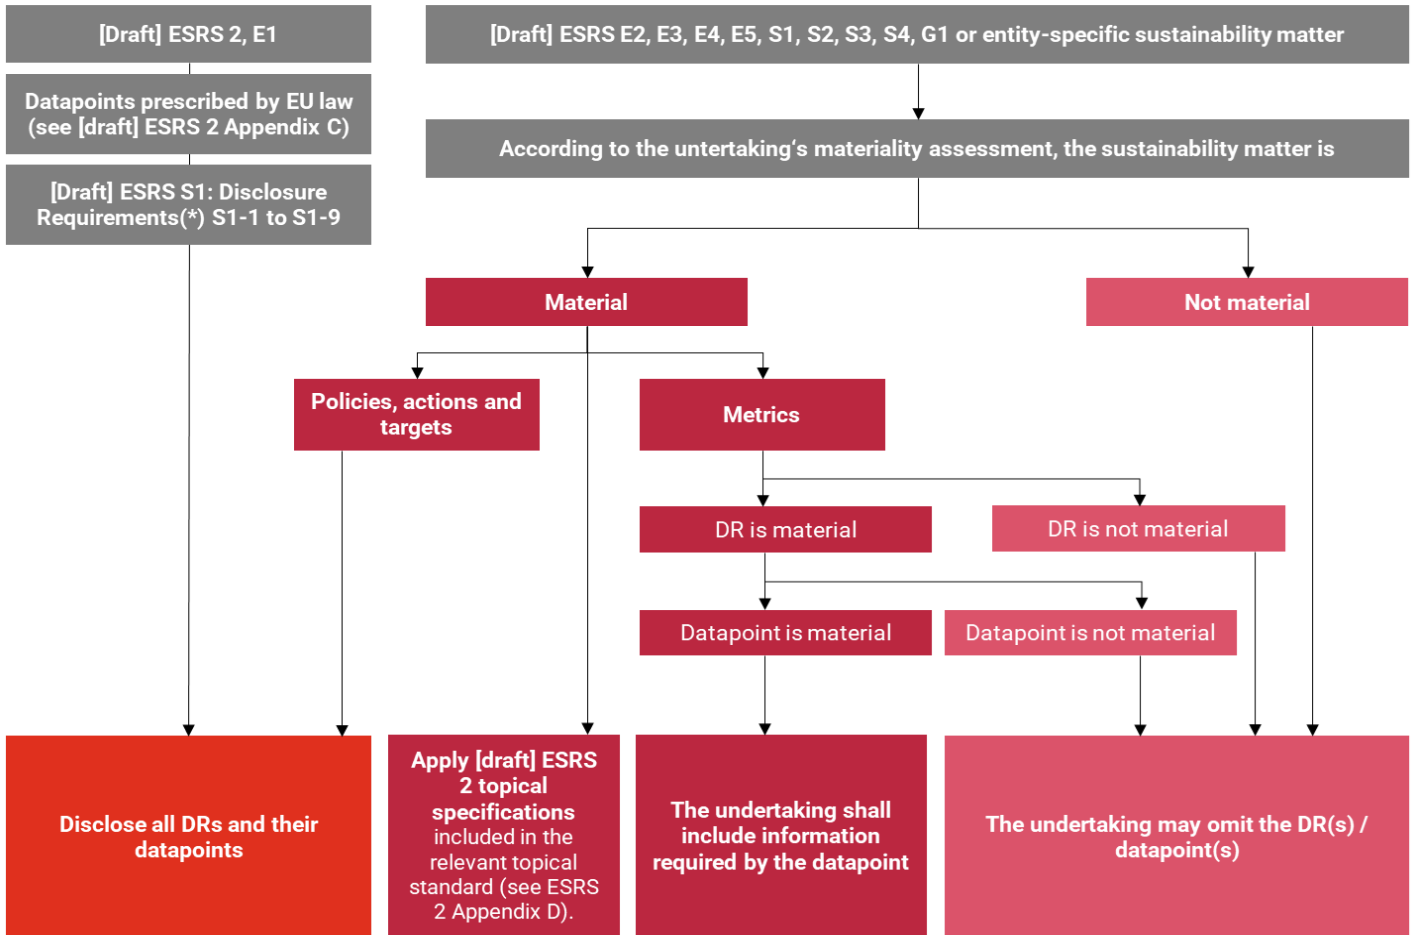 [Draft] ESRS 2, E1
Datapoints prescribed by EU law
(see [draft] ESRS 2 Appendix C)
[Draft] ESRS S1: Disclosure
Requirements(*) S1-1 to S1-9
[Draft] ESRS E2, E3, E4, E5, S1, S2, S3, S4, G1 or entity-specific sustainability matter
According to the untertaking‘s materiality assessment, the sustainability matter is
Material
Not material
Policies, actions and
targets
Metrics
DR is material
DR is not material
Datapoint is material
Datapoint is not material
Disclose all DRs and their
datapoints
Apply [draft] ESRS
2 topical
specifications
included in the
relevant topical
standard (see ESRS
2 Appendix D).
The undertaking shall
include information
required by the datapoint
The undertaking may omit the DR(s) /
datapoint(s)